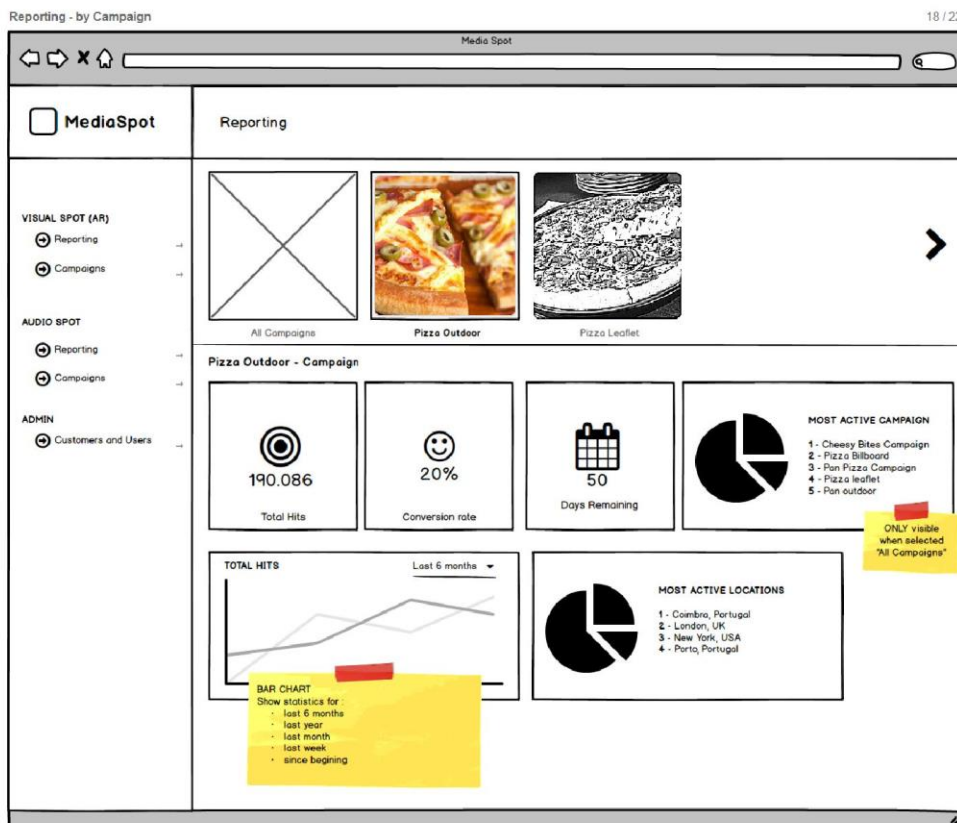 Reporting - by Campaign
18 / 22
Media Spot
MediaSpot
Reporting
VISUAL SPOT (AR)
Reporting
Campaigns
AUDIO SPOT
Reporting
Campaigns
ADMIN
Customers and Users
All Campaigns
Pizza Outdoor
Pizza Leaflet
Pizza Outdoor - Campaign
190.086
Total Hits
20%
Conversion rate
50
Days Remaining
MOST ACTIVE CAMPAIGN
1 - Cheesy Bites Campaign
2 - Pizza Billboard
3 - Pan Pizza Campaign
4 - Pizza leaflet
5 - Pan outdoor
ONLY visible
when selected
"All Campaigns"
TOTAL HITS
Last 6 months
BAR CHART
Show statistics for :
· last 6 months
· last year
· last month
· last week
· since begining
MOST ACTIVE LOCATIONS
1 - Coimbra, Portugal
2 - London, UK
3 - New York, USA
4 - Porto, Portugal